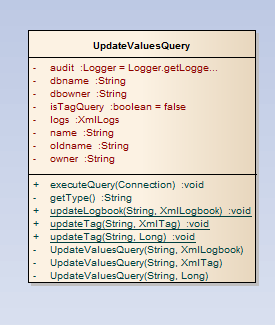 UpdateValuesQuery
- audit :Logger = Logger.getLogge...
- dbname :String
- dbowner :String
- isTagQuery :boolean = false
- logs :XmlLogs
- name :String
- oldname :String
- owner :String
+ executeQuery(Connection) :void
- getType() :String
+ updateLogbook(String, XmlLogbook) :void
+ updateTag(String, XmlTag) :void
+ updateTag(String, Long) :void
- UpdateValuesQuery(String, XmlLogbook)
- UpdateValuesQuery(String, XmlTag)
- UpdateValuesQuery(String, Long)